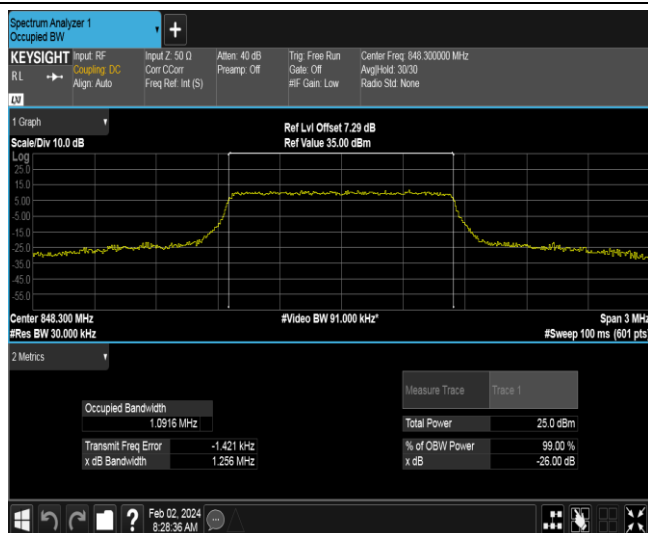 Spectrum Analyzer 1
Occupied BW
+
KEYSIGHT Input: RF Input Z: 50 Ω Atten: 40 dB Trig: Free Run Center Freq: 848.300000 MHz
R L Coupling: DC Corr CCorr Preamp: Off Gate: Off Avg|Hold: 30/30
Align: Auto Freq Ref: Int (S) #IF Gain: Low Radio Std: None
LXI
1 Graph
Ref Lvl Offset 7.29 dB
Scale/Div 10.0 dB Ref Value 35.00 dBm
Log
25.0
15.0
5.00
-5.00
-15.0
-25.0
-35.0
-45.0
-55.0
Center 848.300 MHz #Video BW 91.000 kHz* Span 3 MHz
#Res BW 30.000 kHz #Sweep 100 ms (601 pts
2 Metrics
Measure Trace Trace 1
Occupied Bandwidth
1.0916 MHz Total Power 25.0 dBm
Transmit Freq Error -1.421 kHz % of OBW Power 99.00 %
x dB Bandwidth 1.256 MHz x dB -26.00 dB
? Feb 02, 2024
8:28:36 AM